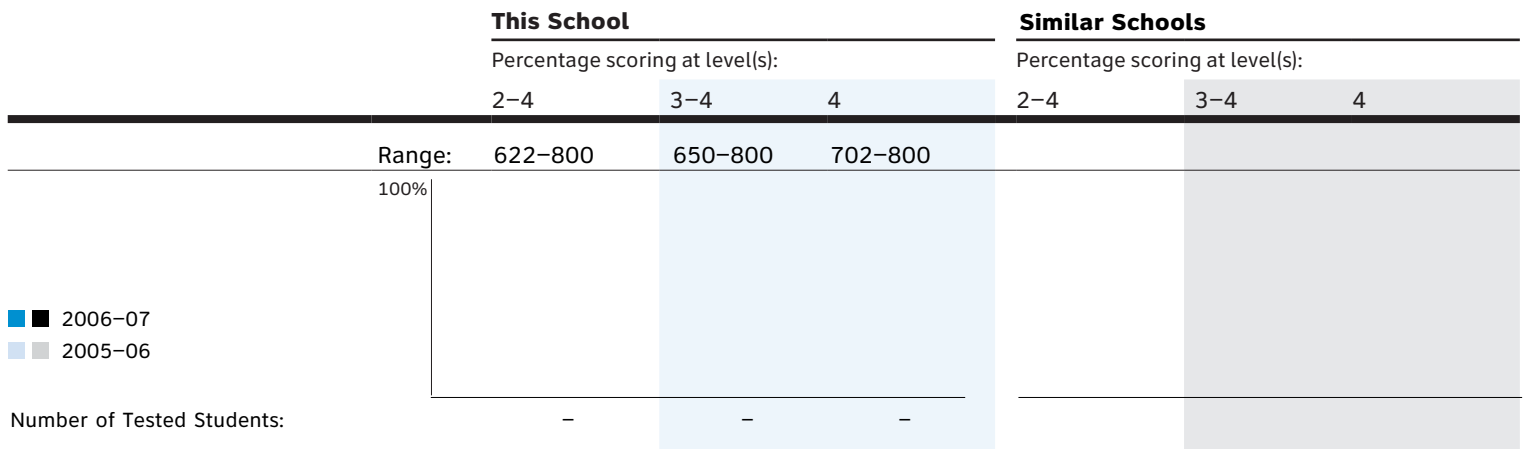 This School Similar Schools
Percentage scoring at level(s): Percentage scoring at level(s):
2–4 3–4 4 2–4 3–4 4
Range: 622–800 650–800 702–800
100%
2006–07
2005–06
Number of Tested Students: – – –